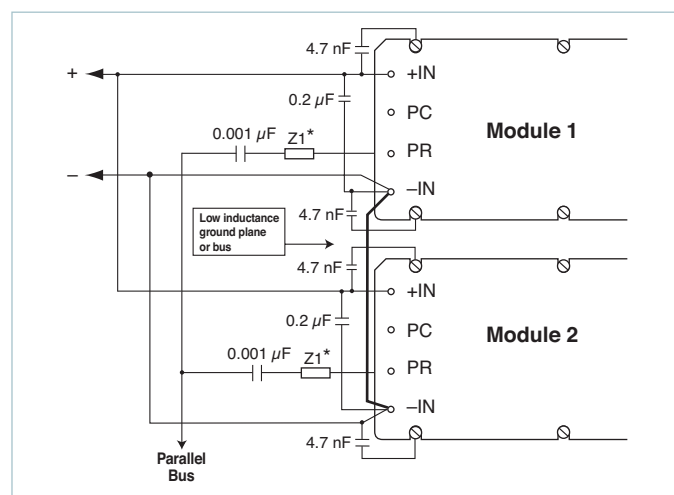 4.7 nF
+
+IN
0.2 µF
PC
Module 1
0.001 µF
Z1*
PR
–
–IN
4.7 nF
Low inductance
ground plane
or bus
4.7 nF
+IN
0.2 µF
PC
Module 2
0.001 µF
Z1*
PR
–IN
4.7 nF
Parallel
Bus